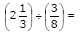 (2 1/3) ÷ (3/8) =